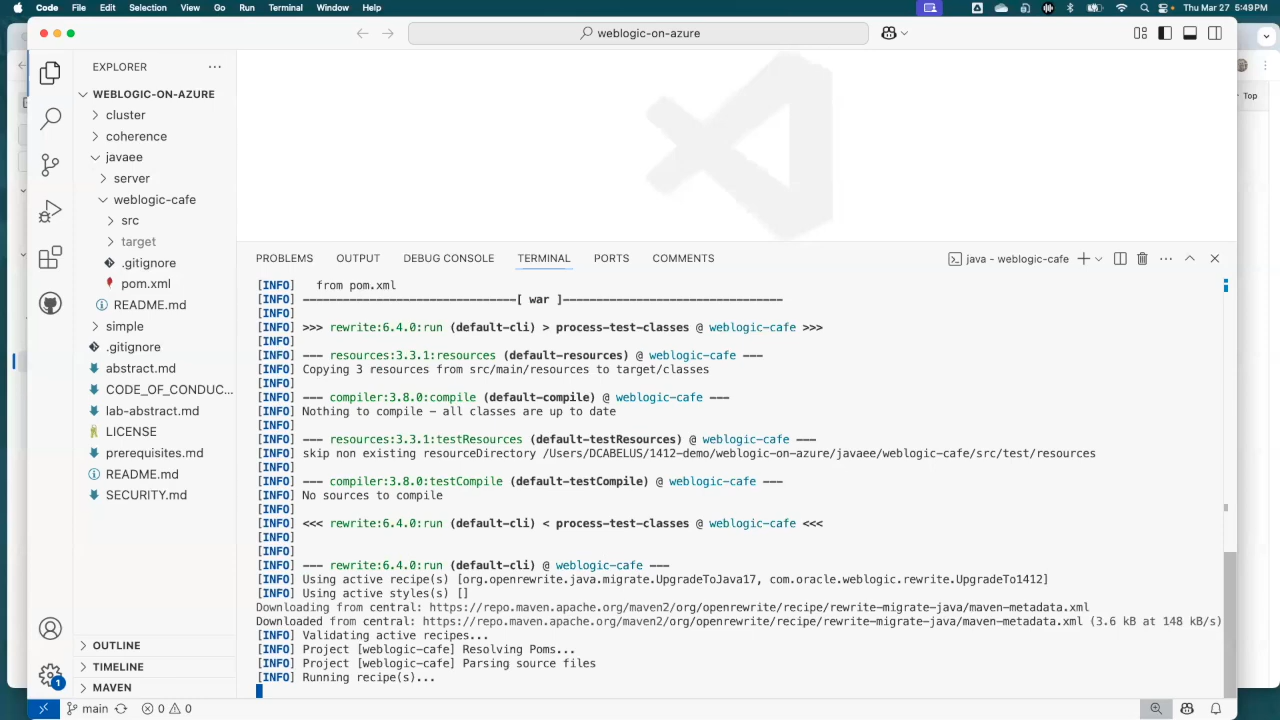 Code File Edit Selection View Go Run Terminal Window Help Thu Mar 27 5:49 PM
weblogic-on-azure
Top
EXPLORER
WEBLOGIC-ON-AZURE
cluster
coherence
javaee
server
weblogic-cafe
src
target
.gitignore
pom.xml
README.md
simple
.gitignore
abstract.md
CODE_OF_CONDUC...
lab-abstract.md
LICENSE
prerequisites.md
README.md
SECURITY.md
OUTLINE
TIMELINE
MAVEN
PROBLEMS OUTPUT DEBUG CONSOLE TERMINAL PORTS COMMENTS java - weblogic-cafe
[INFO]   from pom.xml
[INFO] --------------------------------[ war ]---------------------------------
[INFO]
[INFO] >>> rewrite:6.4.0:run (default-cli) > process-test-classes @ weblogic-cafe >>>
[INFO]
[INFO] --- resources:3.3.1:resources (default-resources) @ weblogic-cafe ---
[INFO] Copying 3 resources from src/main/resources to target/classes
[INFO]
[INFO] --- compiler:3.8.0:compile (default-compile) @ weblogic-cafe ---
[INFO] Nothing to compile - all classes are up to date
[INFO]
[INFO] --- resources:3.3.1:testResources (default-testResources) @ weblogic-cafe ---
[INFO] skip non existing resourceDirectory /Users/DCABELUS/1412-demo/weblogic-on-azure/javaee/weblogic-cafe/src/test/resources
[INFO]
[INFO] --- compiler:3.8.0:testCompile (default-testCompile) @ weblogic-cafe ---
[INFO] No sources to compile
[INFO]
[INFO] <<< rewrite:6.4.0:run (default-cli) < process-test-classes @ weblogic-cafe <<<
[INFO]
[INFO]
[INFO] --- rewrite:6.4.0:run (default-cli) @ weblogic-cafe ---
[INFO] Using active recipe(s) [org.openrewrite.java.migrate.UpgradeToJava17, com.oracle.weblogic.rewrite.UpgradeTo1412]
[INFO] Using active styles(s) []
Downloading from central: https://repo.maven.apache.org/maven2/org/openrewrite/recipe/rewrite-migrate-java/maven-metadata.xml
Downloaded from central: https://repo.maven.apache.org/maven2/org/openrewrite/recipe/rewrite-migrate-java/maven-metadata.xml (3.6 kB at 148 kB/s)
[INFO] Validating active recipes...
[INFO] Project [weblogic-cafe] Resolving Poms...
[INFO] Project [weblogic-cafe] Parsing source files
[INFO] Running recipe(s)...
1
main 0 0